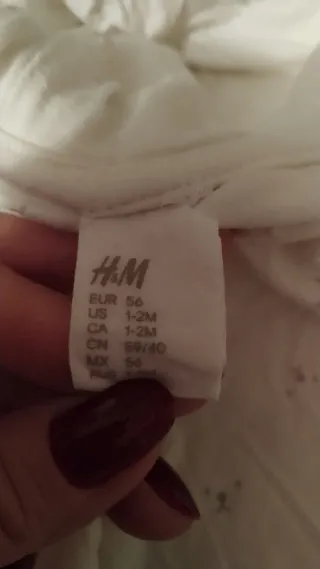 H&M
EUR 56
US 1-2M
CA 1-2M
CN 59/40
MX 56